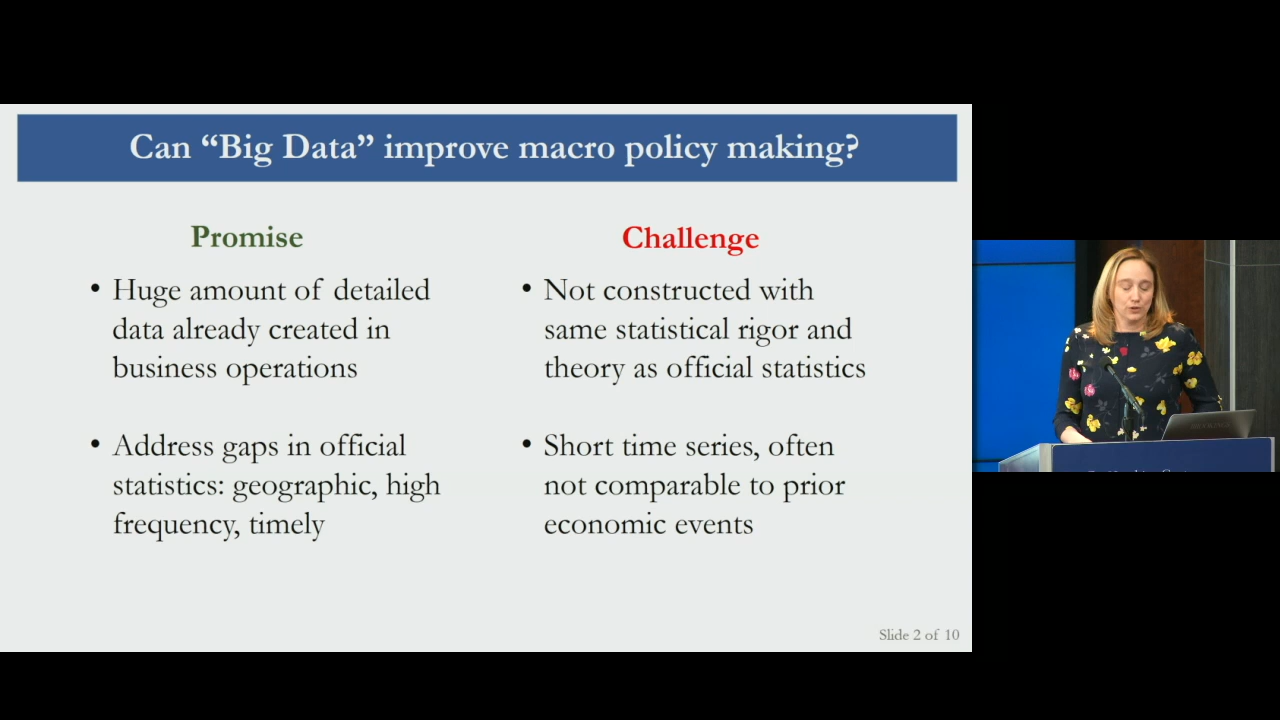 Can “Big Data” improve macro policy making?
Promise
• Huge amount of detailed
data already created in
business operations
• Address gaps in official
statistics: geographic, high
frequency, timely
Challenge
• Not constructed with
same statistical rigor and
theory as official statistics
• Short time series, often
not comparable to prior
economic events
Slide 2 of 10